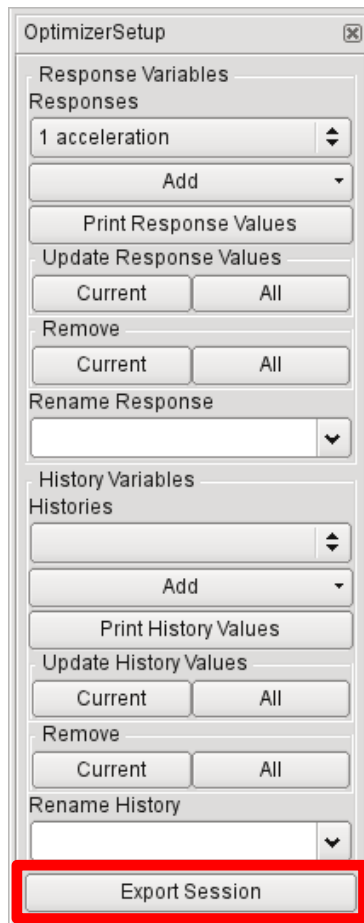 OptimizerSetup
Response Variables
Responses
1 acceleration
Add
Print Response Values
Update Response Values
Current All
Remove
Current All
Rename Response
History Variables
Histories
Add
Print History Values
Update History Values
Current All
Remove
Current All
Rename History
Export Session